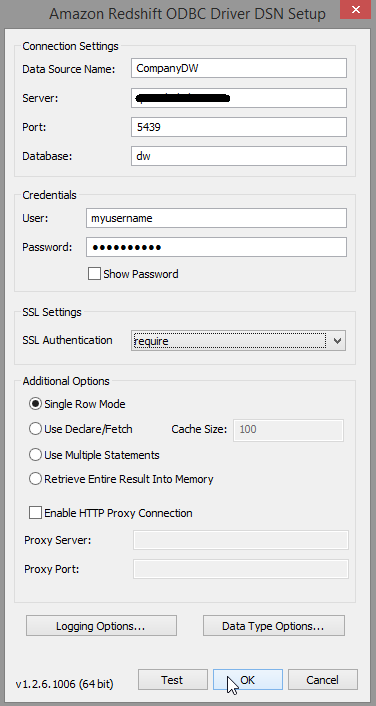 Amazon Redshift ODBC Driver DSN Setup
Connection Settings
Data Source Name: CompanyDW
Server:
Port: 5439
Database: dw
Credentials
User: myusername
Password: ••••••••••
Show Password
SSL Settings
SSL Authentication require
Additional Options
Single Row Mode
Use Declare/Fetch Cache Size: 100
Use Multiple Statements
Retrieve Entire Result Into Memory
Enable HTTP Proxy Connection
Proxy Server:
Proxy Port:
Logging Options... Data Type Options...
v1.2.6.1006 (64 bit) Test OK Cancel